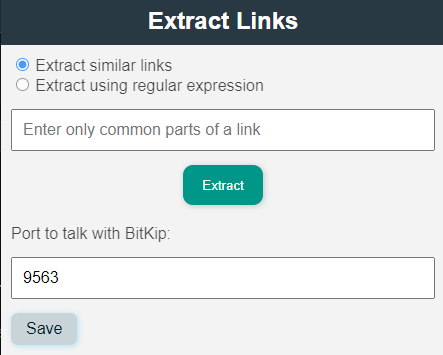 Extract Links
Extract similar links
Extract using regular expression
Enter only common parts of a link
Extract
Port to talk with BitKip:
9563
Save